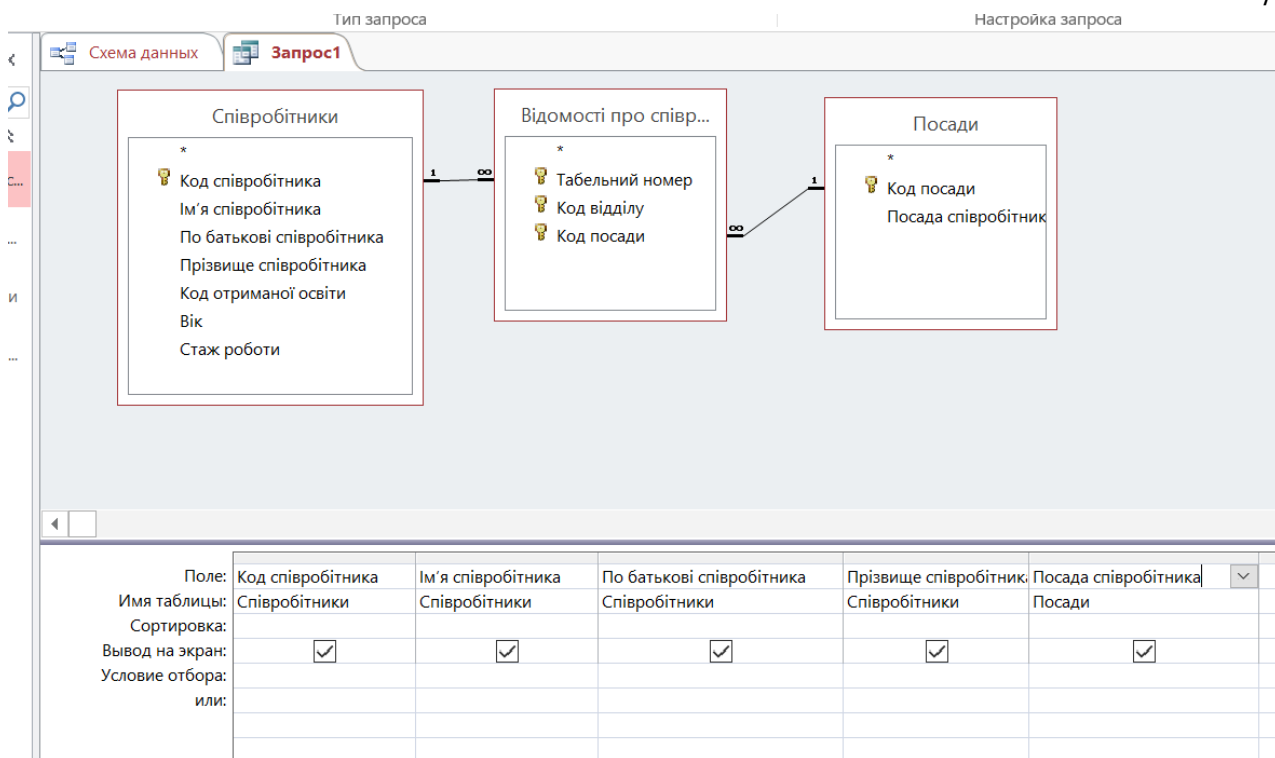 Тип запроса Настройка запроса
Схема данных Запрос1
Співробітники Відомості про співр... Посади
* * *
Код співробітника 1 ∞ Табельний номер 1 Код посади
Ім’я співробітника Код відділу Посада співробітник
По батькові співробітника Код посади ∞
Прізвище співробітника
Код отриманої освіти
Вік
Стаж роботи
с...
...
и
...
Поле: Код співробітника Ім’я співробітника По батькові співробітника Прізвище співробітник Посада співробітника
Имя таблицы: Співробітники Співробітники Співробітники Співробітники Посади
Сортировка:
Вывод на экран:
Условие отбора:
или: